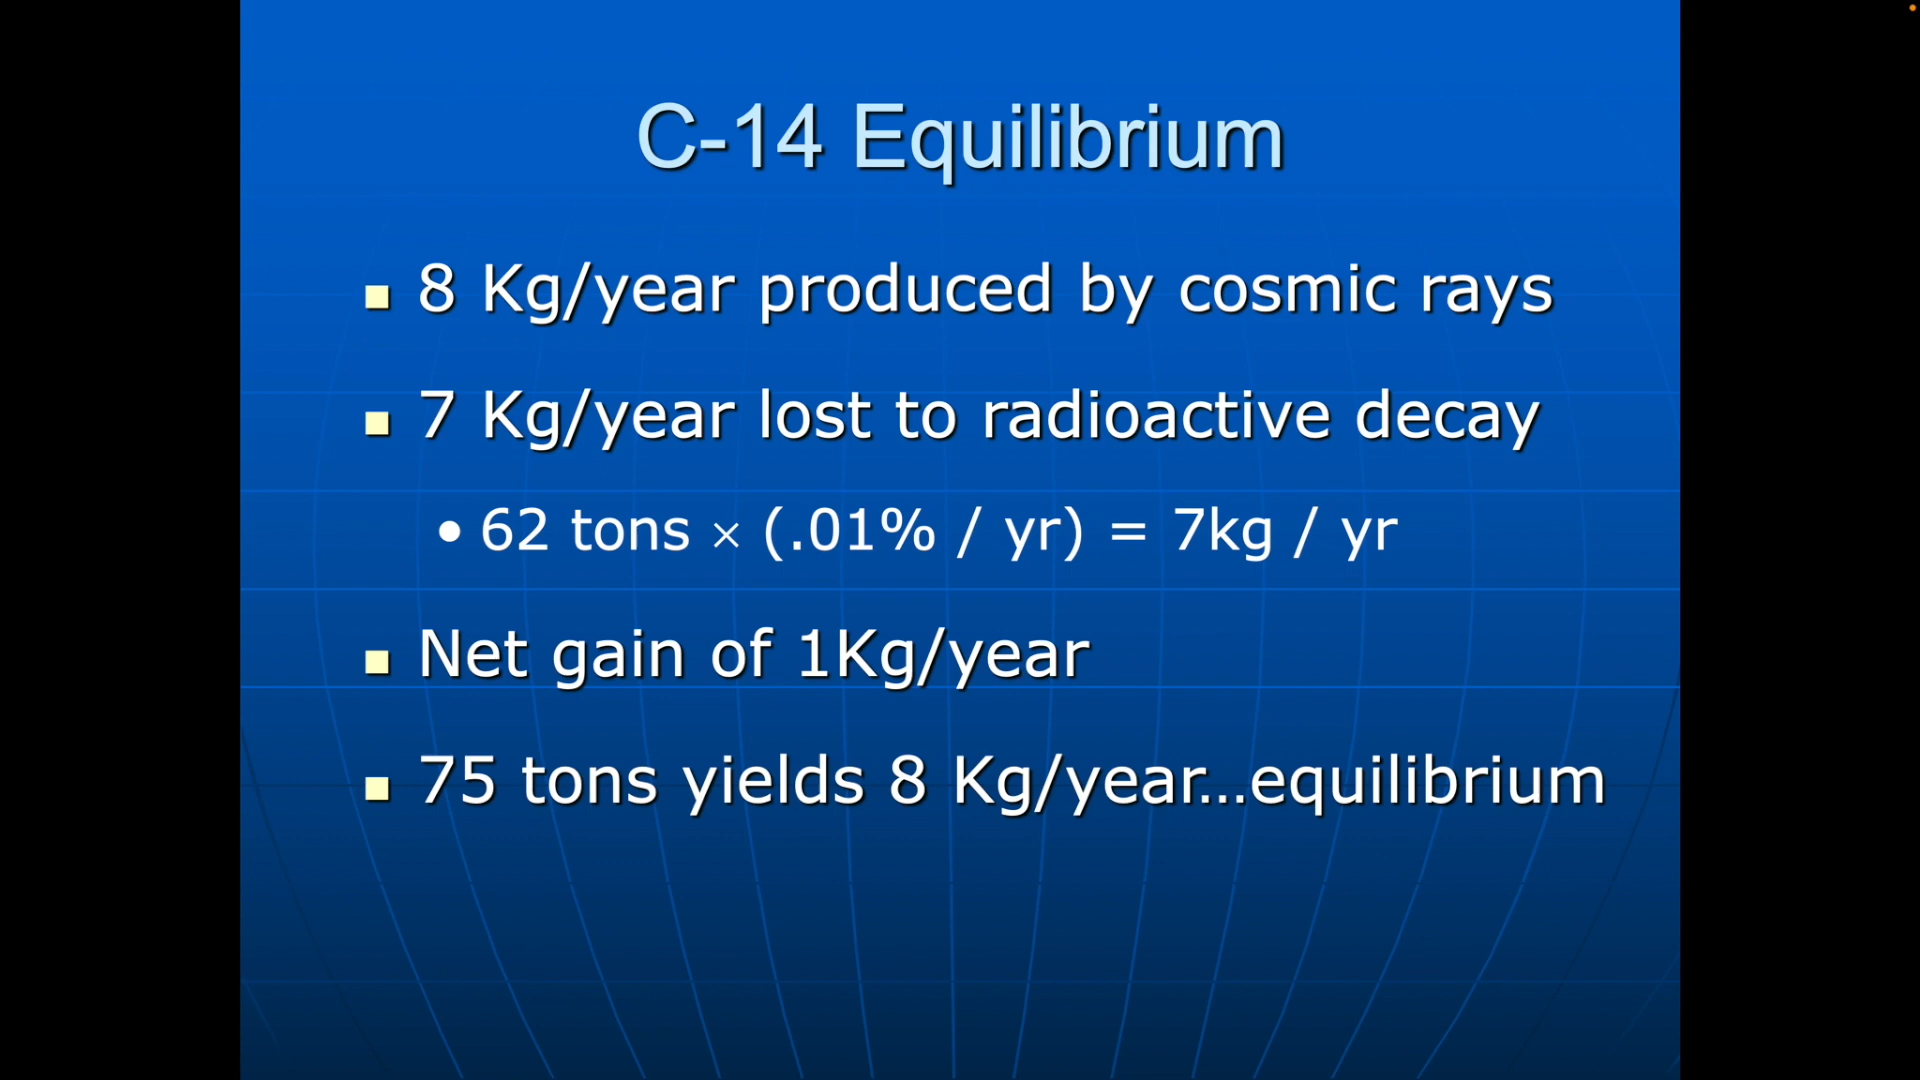 C-14 Equilibrium
8 Kg/year produced by cosmic rays
7 Kg/year lost to radioactive decay
62 tons × (.01% / yr) = 7kg / yr
Net gain of 1Kg/year
75 tons yields 8 Kg/year…equilibrium